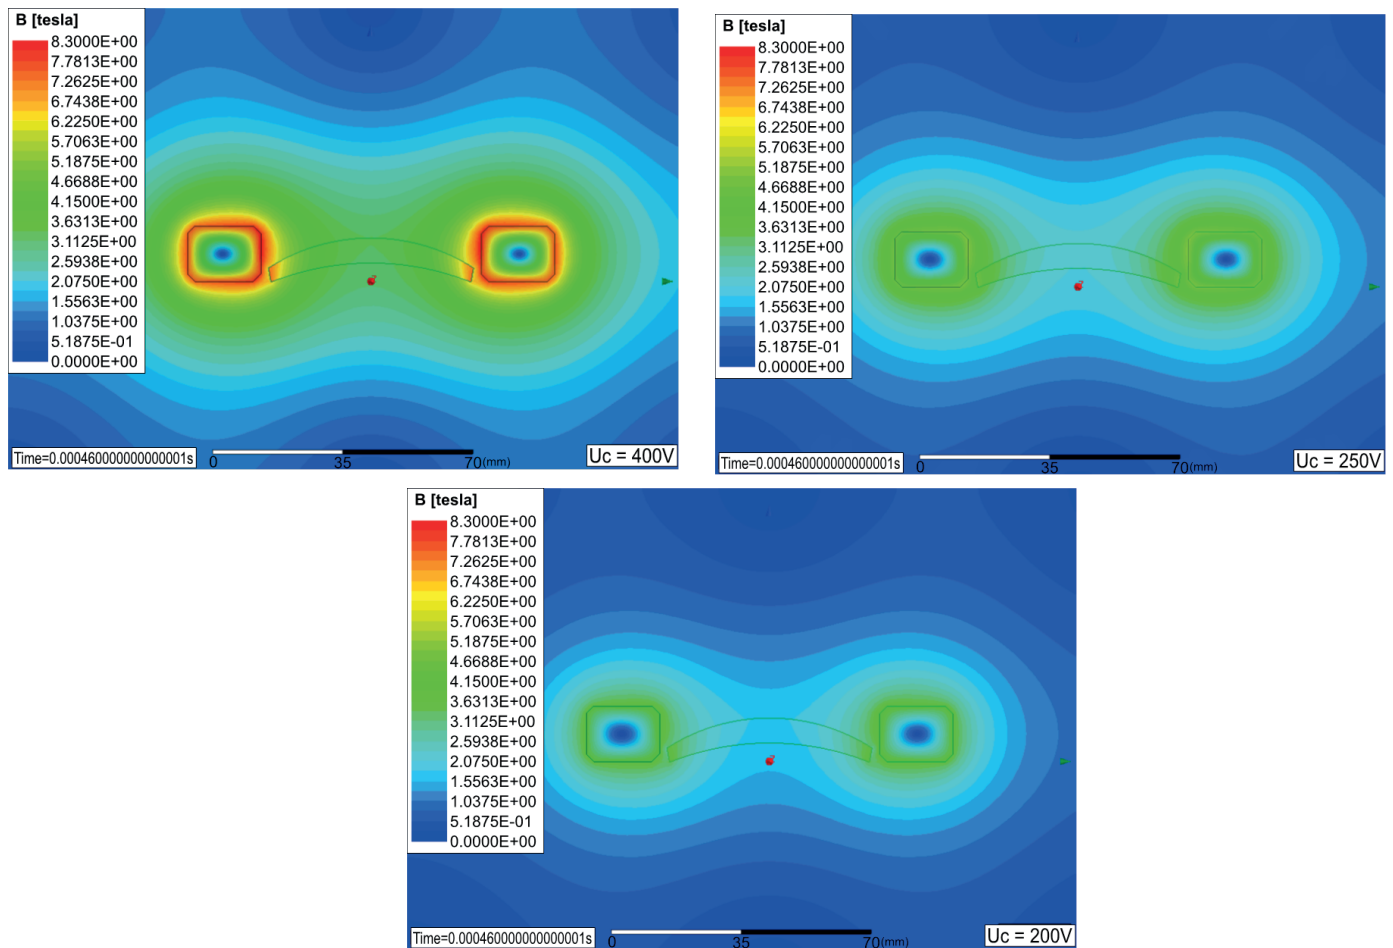 B [tesla]
8.3000E+00
7.7813E+00
7.2625E+00
6.7438E+00
6.2250E+00
5.7063E+00
5.1875E+00
4.6688E+00
4.1500E+00
3.6313E+00
3.1125E+00
2.5938E+00
2.0750E+00
1.5563E+00
1.0375E+00
5.1875E-01
0.0000E+00
Time=0.000460000000000001s
0 35 70(mm)
Uc = 400V
B [tesla]
8.3000E+00
7.7813E+00
7.2625E+00
6.7438E+00
6.2250E+00
5.7063E+00
5.1875E+00
4.6688E+00
4.1500E+00
3.6313E+00
3.1125E+00
2.5938E+00
2.0750E+00
1.5563E+00
1.0375E+00
5.1875E-01
0.0000E+00
Time=0.000460000000000001s
0 35 70(mm)
Uc = 250V
B [tesla]
8.3000E+00
7.7813E+00
7.2625E+00
6.7438E+00
6.2250E+00
5.7063E+00
5.1875E+00
4.6688E+00
4.1500E+00
3.6313E+00
3.1125E+00
2.5938E+00
2.0750E+00
1.5563E+00
1.0375E+00
5.1875E-01
0.0000E+00
Time=0.000460000000000001s
0 35 70(mm)
Uc = 200V